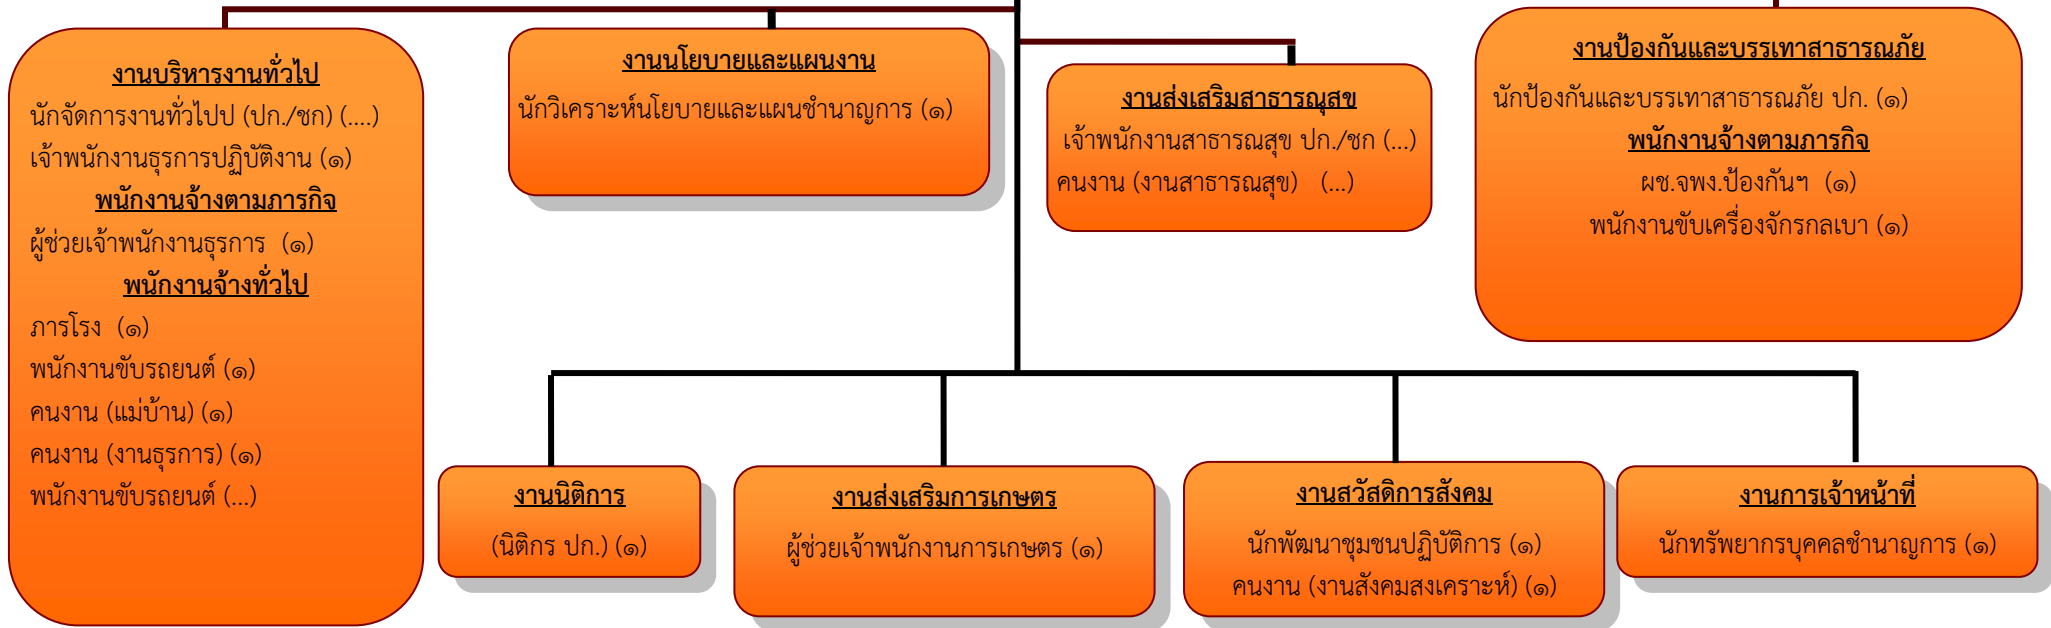 งานบริหารงานทั่วไป
นักจัดการงานทั่วไปป (ปก./ชก) (....)
เจ้าพนักงานธุรการปฏิบัติงาน (๑)
พนักงานจ้างตามภารกิจ
ผู้ช่วยเจ้าพนักงานธุรการ (๑)
พนักงานจ้างทั่วไป
ภารโรง (๑)
พนักงานขับรถยนต์ (๑)
คนงาน (แม่บ้าน) (๑)
คนงาน (งานธุรการ) (๑)
พนักงานขับรถยนต์ (...)
งานนโยบายและแผนงาน
นักวิเคราะห์นโยบายและแผนชำนาญการ (๑)
งานส่งเสริมสาธารณสุข
เจ้าพนักงานสาธารณสุข ปก./ชก (...)
คนงาน (งานสาธารณสุข) (...)
งานป้องกันและบรรเทาสาธารณภัย
นักป้องกันและบรรเทาสาธารณภัย ปก. (๑)
พนักงานจ้างตามภารกิจ
ผช.จพง.ป้องกันฯ (๑)
พนักงานขับเครื่องจักรกลเบา (๑)
งานนิติการ
(นิติกร ปก.) (๑)
งานส่งเสริมการเกษตร
ผู้ช่วยเจ้าพนักงานการเกษตร (๑)
งานสวัสดิการสังคม
นักพัฒนาชุมชนปฏิบัติการ (๑)
คนงาน (งานสังคมสงเคราะห์) (๑)
งานการเจ้าหน้าที่
นักทรัพยากรบุคคลชำนาญการ (๑)